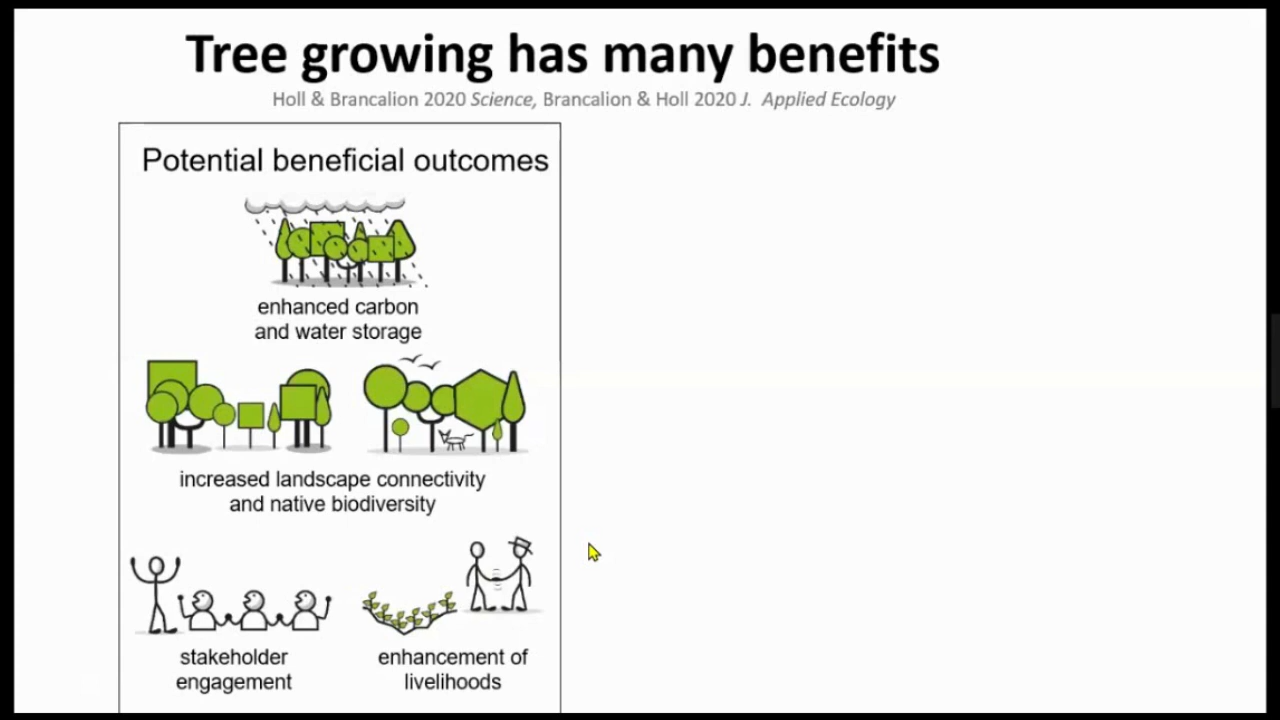 Tree growing has many benefits
Holl & Brancalion 2020 Science, Brancalion & Holl 2020 J. Applied Ecology
Potential beneficial outcomes
enhanced carbon
and water storage
increased landscape connectivity
and native biodiversity
stakeholder
engagement
enhancement of
livelihoods